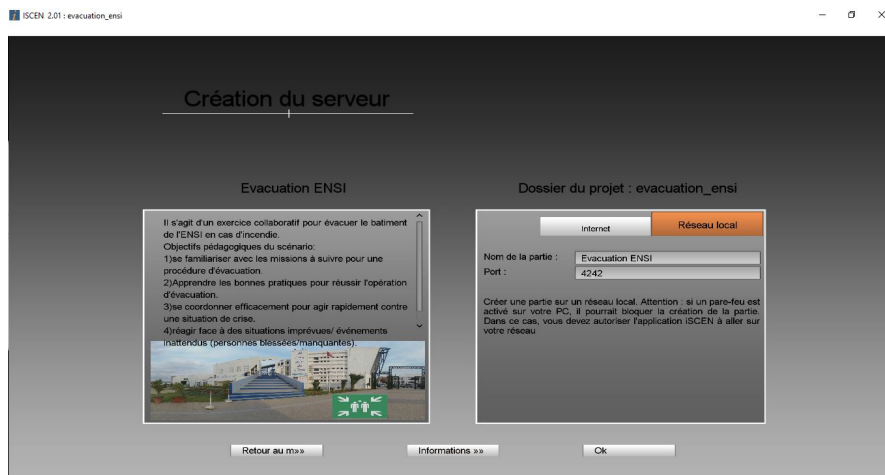 iSCEN 2.01 : evacuation_ensi
Création du serveur
Evacuation ENSI
Il s'agit d'un exercice collaboratif pour évacuer le batiment
de l'ENSI en cas d'incendie.
Objectifs pédagogiques du scénario:
1)se familiariser avec les missions à suivre pour une
procédure d'évacuation.
2)Apprendre les bonnes pratiques pour réussir l'opération
d'évacuation.
3)se coordonner efficacement pour agir rapidement contre
une situation de crise.
4)réagir face à des situations imprévues/ événements
inattendus (personnes blessées/manquantes).
Dossier du projet : evacuation_ensi
Internet
Réseau local
Nom de la partie : Evacuation ENSI
Port : 4242
Créer une partie sur un réseau local. Attention : si un pare-feu est
activé sur votre PC, il pourrait bloquer la création de la partie.
Dans ce cas, vous devez autoriser l'application iSCEN à aller sur
votre réseau
Retour au m»»
Informations »»
Ok